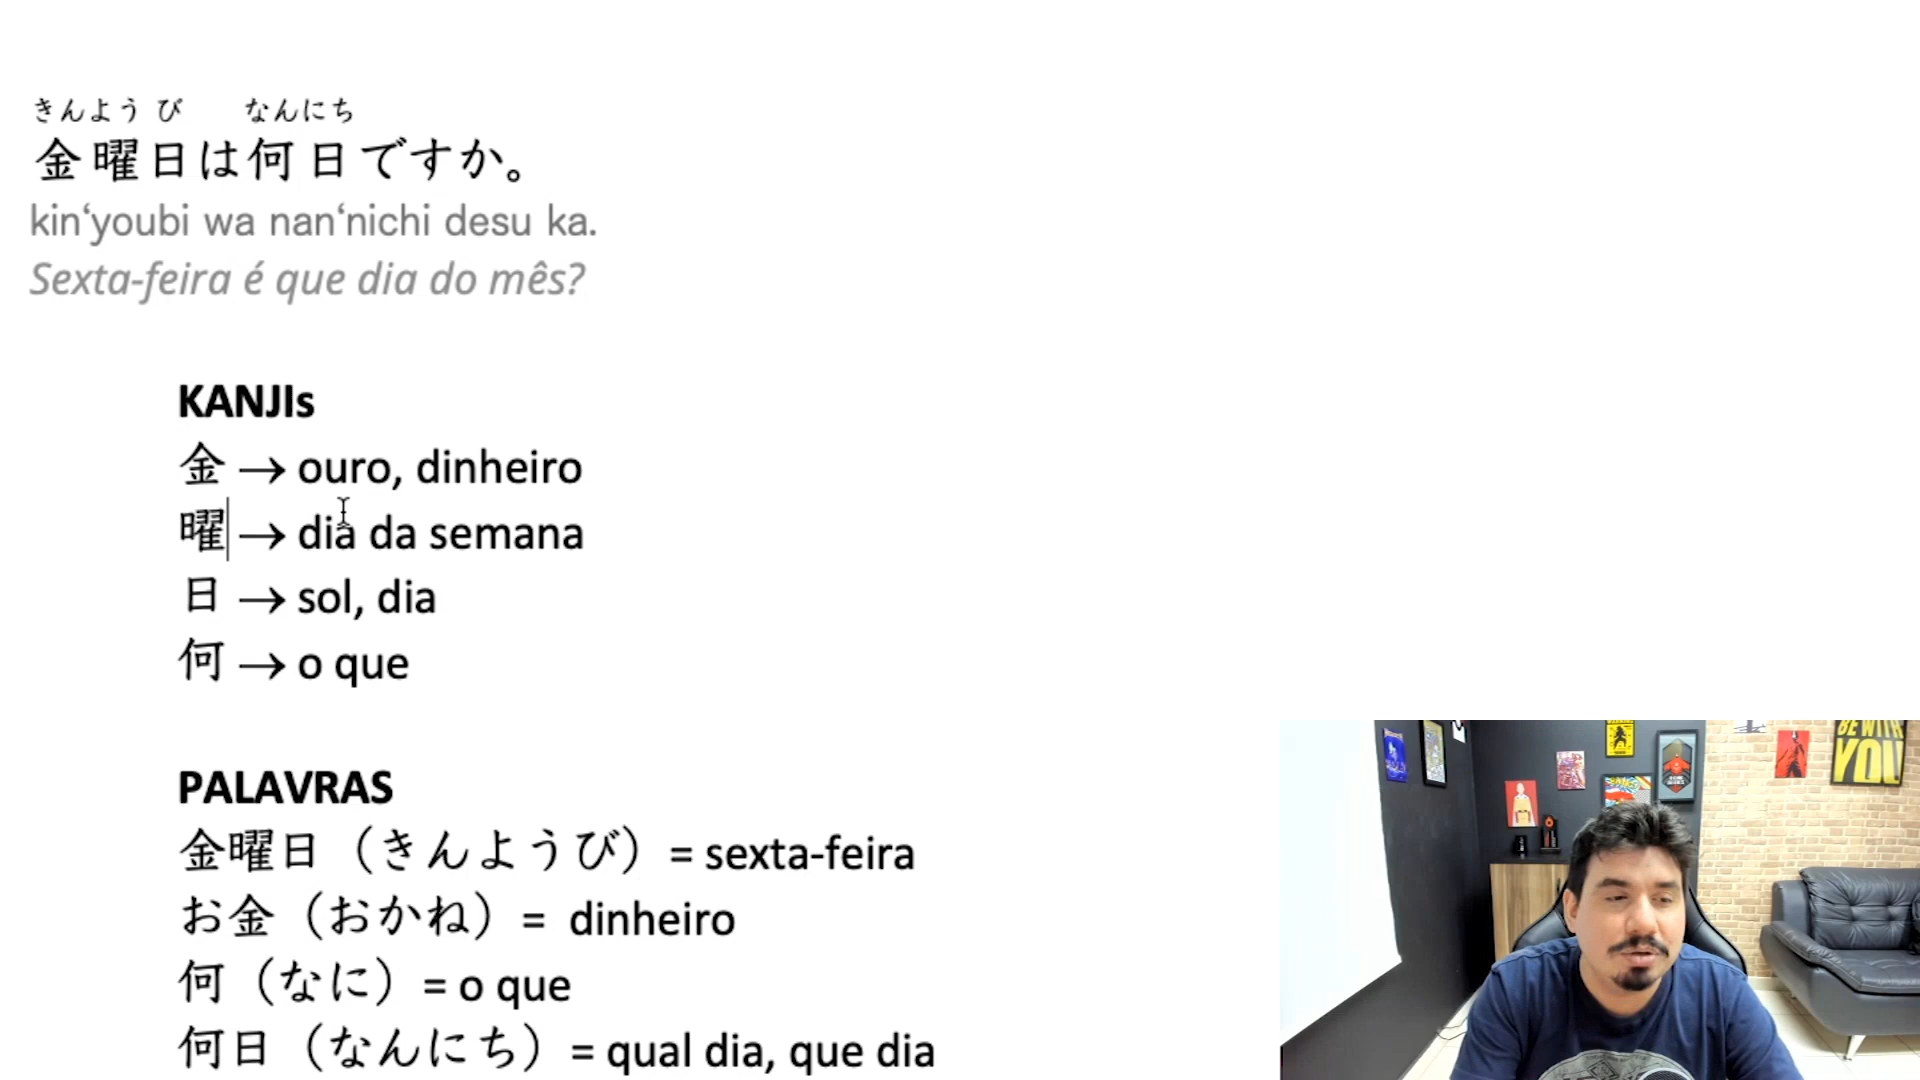 きんよう び なんにち
金曜日は何日ですか。
kin‘youbi wa nan‘nichi desu ka.
Sexta-feira é que dia do mês?
KANJIs
金 → ouro, dinheiro
曜 → dia da semana
日 → sol, dia
何 → o que
PALAVRAS
金曜日（きんようび）= sexta-feira
お金（おかね）= dinheiro
何（なに）= o que
何日（なんにち）= qual dia, que dia
BE WITH
YOU